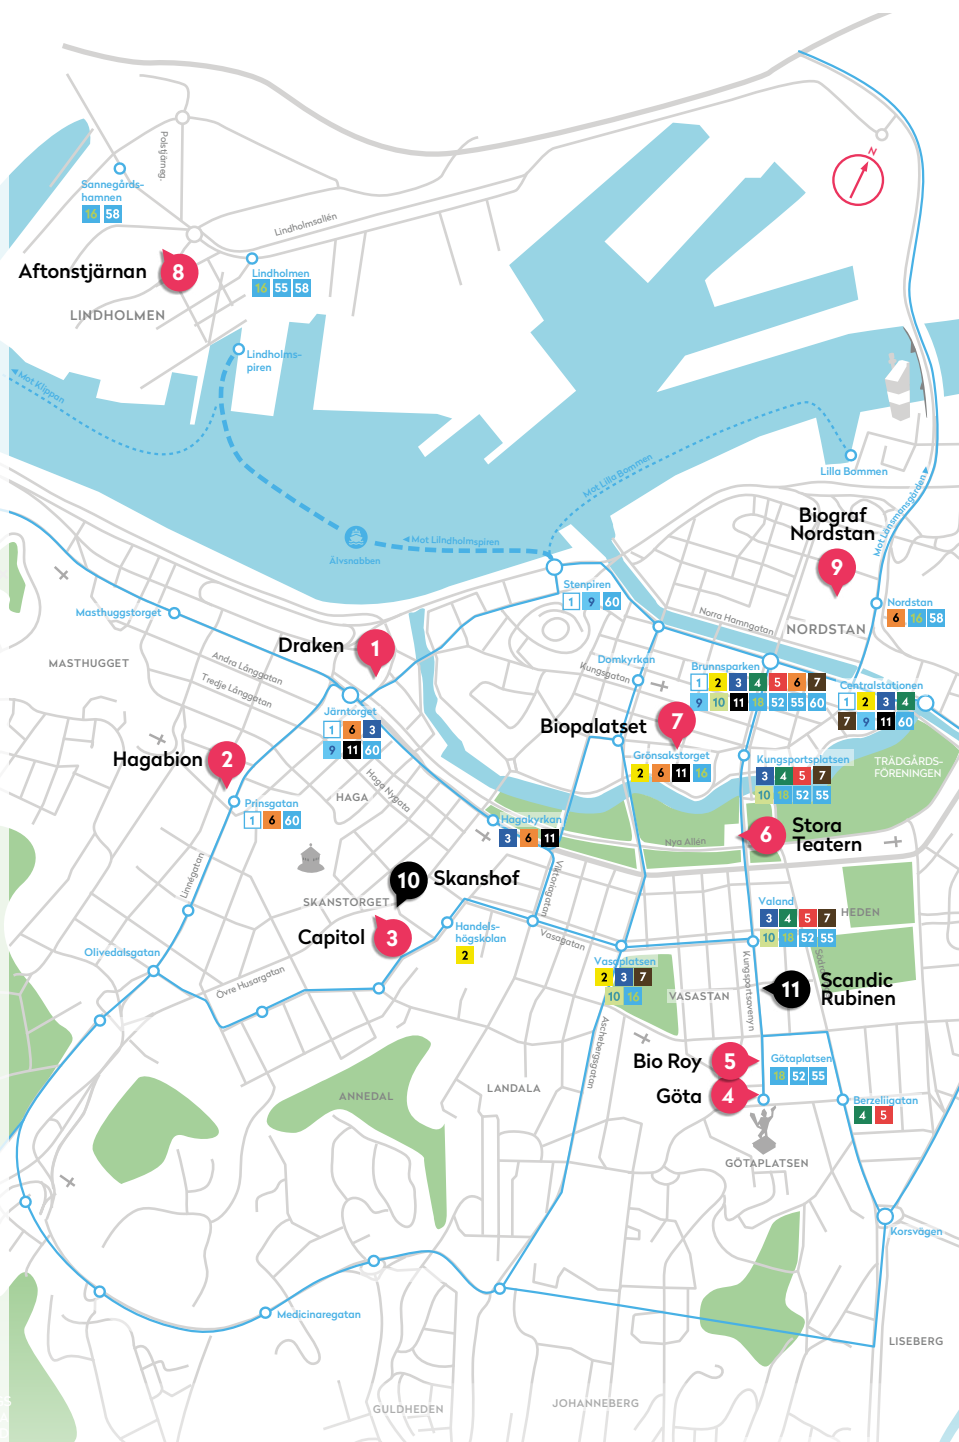 N
Polstjärneg.
Sannegårds-
hamnen
16 58
Lindholmsallén
Aftonstjärnan
8
Lindholmen
16 55 58
LINDHOLMEN
Lindholms-
piren
Mot Klippan
Lilla Bommen
Mot Lilla Bommen
Mot Länsmansgården
Biograf
Nordstan
9
Mot Lindholmspiren
Älvsnabben
Stenpiren
1 9 60
Nordstan
6 16 58
Masthuggstorget
Norra Hamngatan
NORDSTAN
Draken
1
MASTHUGGET
Andra Långgatan
Tredje Långgatan
Domkyrkan
Kungsgatan
Brunnsparken
1 2 3 4 5 6 7
9 10 11 18 52 55 60
Centralstationen
1 2 3 4
7 9 11 60
Järntorget
1 6 3
9 11 60
Biopalatset
7
Hagabion
2
Grönsakstorget
2 6 11 16
Kungsportsplatsen
3 4 5 7
10 18 52 55
TRÄDGÅRDS-
FÖRENINGEN
Haga Nygata
HAGA
Prinsgatan
1 6 60
Hagakyrkan
3 6 11
Nya Allén
6
Stora
Teatern
Linnégatan
Viktoriagatan
10
Skanshof
SKANSTORGET
Capitol
3
Handels-
högskolan
2
Vasagatan
Valand
3 4 5 7
10 18 52 55
HEDEN
Olivedalsgatan
Övre Husargatan
Vasaplatsen
2 3 7
10 16
VASASTAN
Kungsportsavenyn
Södra
11
Scandic
Rubinen
Aschebergsgatan
Bio Roy
5
Götaplatsen
18 52 55
Göta
4
LANDALA
ANNEDAL
Berzeliigatan
4 5
GÖTAPLATSEN
Korsvägen
Medicinaregatan
LISEBERG
GULDHEDEN
JOHANNEBERG